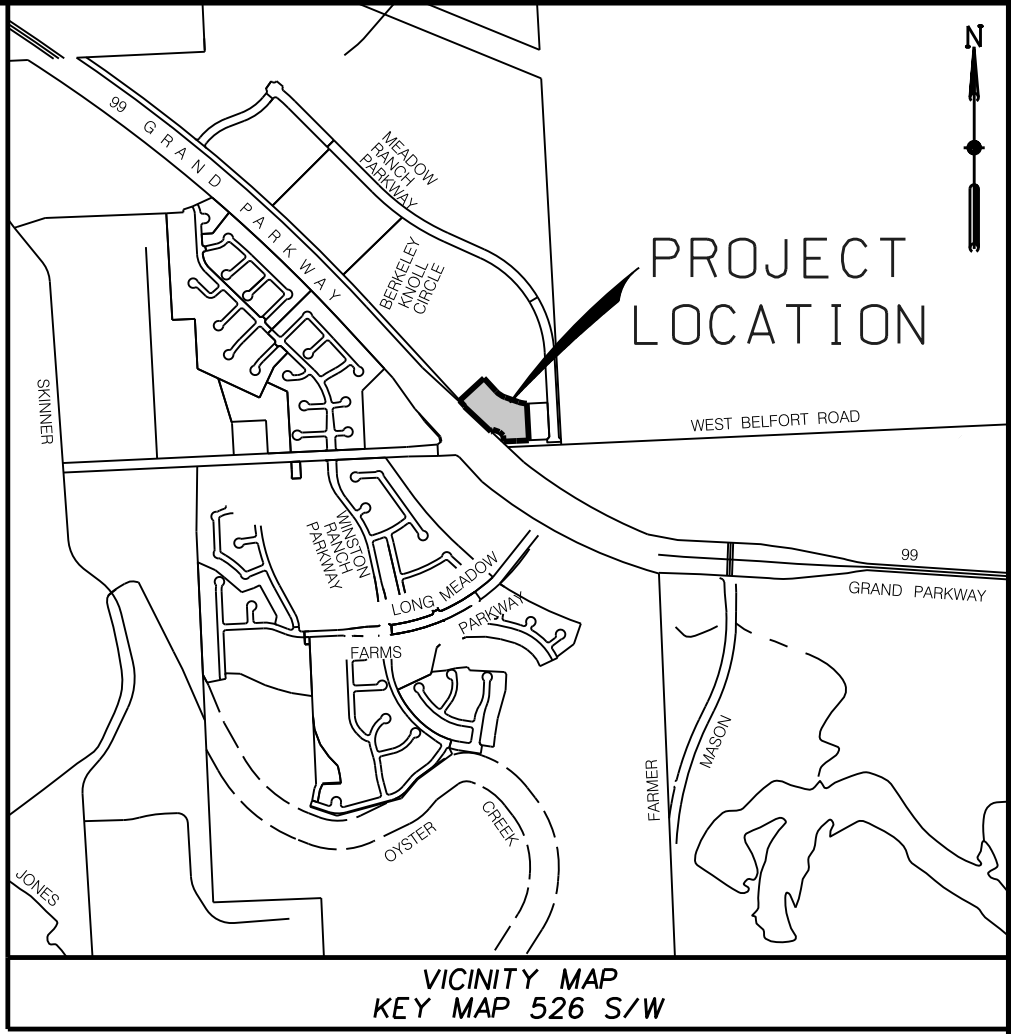 N
99 GRAND PARKWAY
MEADOW
RANCH
PARKWAY
BERKELEY
KNOLL
CIRCLE
PROJECT
LOCATION
SKINNER
WEST BELFORT ROAD
WINSTON
RANCH
PARKWAY
99
GRAND PARKWAY
LONG MEADOW
FARMS
PARKWAY
MASON
FARMER
OYSTER
CREEK
JONES
VICINITY MAP
KEY MAP 526 S/W